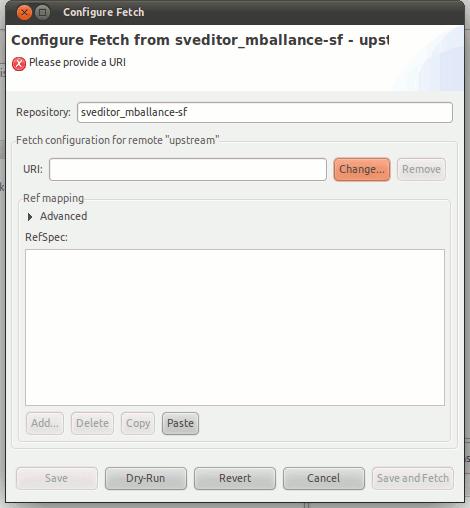 Configure Fetch
Configure Fetch from sveditor_mballance-sf - upst
Please provide a URI
Repository: sveditor_mballance-sf
Fetch configuration for remote "upstream"
URI: Change... Remove
Ref mapping
Advanced
RefSpec:
Add... Delete Copy Paste
Save Dry-Run Revert Cancel Save and Fetch